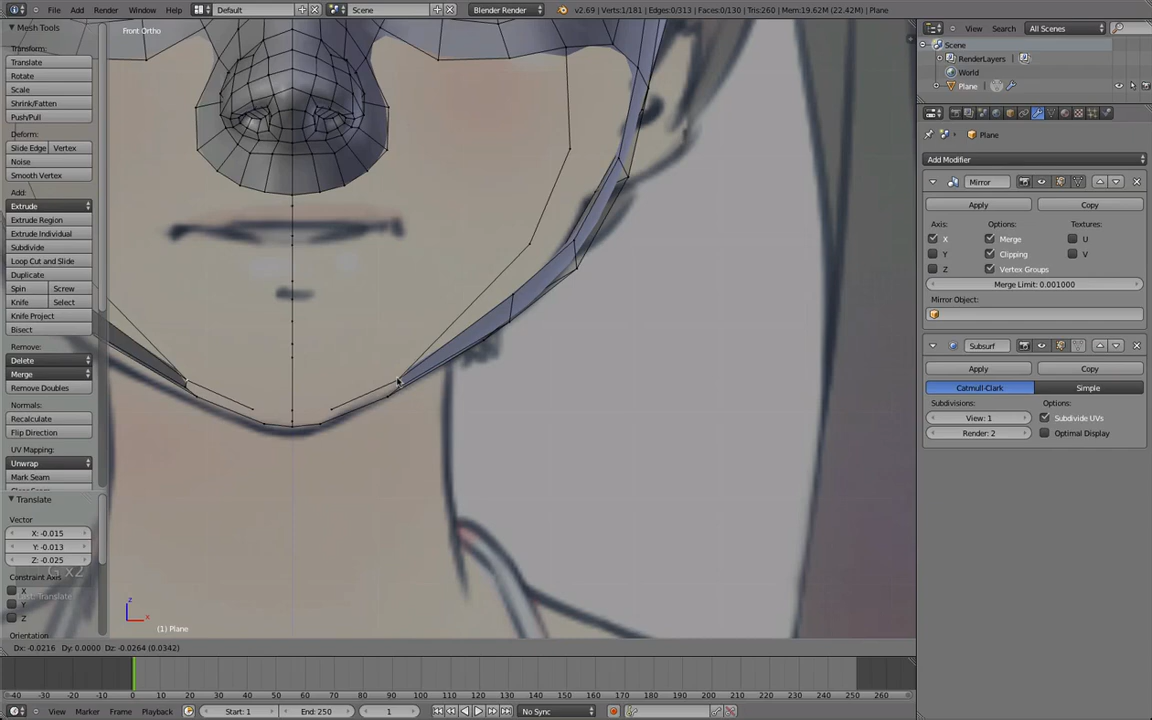 File Add Render Window Help Default Scene Blender Render v2.69 | Verts:1/181 | Edges:0/313 | Faces:0/130 | Tris:260 | Mem:19.62M (22.42M) | Plane
Mesh Tools
Transform:
Translate
Rotate
Scale
Shrink/Fatten
Push/Pull
Deform:
Slide Edge Vertex
Noise
Smooth Vertex
Add:
Extrude
Extrude Region
Extrude Individual
Subdivide
Loop Cut and Slide
Duplicate
Spin Screw
Knife Select
Knife Project
Bisect
Remove:
Delete
Merge
Remove Doubles
Normals:
Recalculate
Flip Direction
UV Mapping:
Unwrap
Mark Seam
Translate
Vector
X: -0.015
Y: -0.013
Z: -0.025
Constraint Axis
X
Y
Z
Orientation
G x2
Front Ortho
z
x
(1) Plane
Dx: -0.0216 Dy: 0.0000 Dz: -0.0264 (0.0342)
View Search All Scenes
Scene
RenderLayers
World
Plane
Plane
Add Modifier
Mirror
Apply Copy
Axis: Options: Textures:
X Merge U
Y Clipping V
Z Vertex Groups
Merge Limit: 0.001000
Mirror Object:
Subsurf
Apply Copy
Catmull-Clark Simple
Subdivisions: Options:
View: 1 Subdivide UVs
Render: 2 Optimal Display
-40 -30 -20 -10 0 10 20 30 40 50 60 70 80 90 100 110 120 130 140 150 160 170 180 190 200 210 220 230 240 250 260
View Marker Frame Playback Start: 1 End: 250 1 No Sync